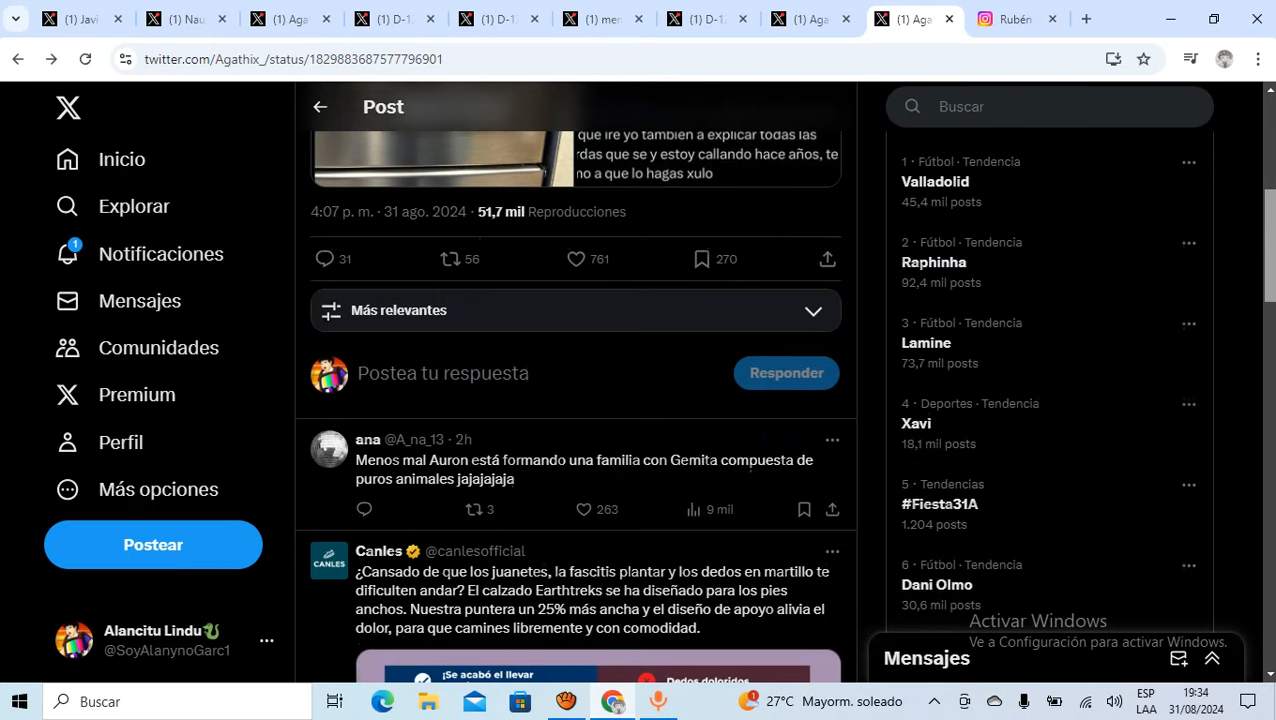 (1) Javi
(1) Nau
(1) Aga
(1) D-1
(1) D-1
(1) men
(1) D-1
(1) Aga
(1) Aga
Rubén
twitter.com/Agathix_/status/1829883687577796901
Inicio
Explorar
1
Notificaciones
Mensajes
Comunidades
Premium
Perfil
Más opciones
Postear
Alancitu Lindu
@SoyAlanynoGarc1
Post
que ire yo tambien a explicar todas las
rdas que se y estoy callando hace años, te
no a que lo hagas xulo
4:07 p. m. · 31 ago. 2024 · 51,7 mil Reproducciones
31 56 761 270
Más relevantes
Postea tu respuesta
Responder
ana @A_na_13 · 2h
Menos mal Auron está formando una familia con Gemita compuesta de
puros animales jajajajaja
3 263 9 mil
CANLES
Canles @canlesofficial
¿Cansado de que los juanetes, la fascitis plantar y los dedos en martillo te
dificulten andar? El calzado Earthtreks se ha diseñado para los pies
anchos. Nuestra puntera un 25% más ancha y el diseño de apoyo alivia el
dolor, para que camines libremente y con comodidad.
¡Se acabó el llevar
Dedos doloridos
Buscar
1 · Fútbol · Tendencia
Valladolid
45,4 mil posts
2 · Fútbol · Tendencia
Raphinha
92,4 mil posts
3 · Fútbol · Tendencia
Lamine
73,7 mil posts
4 · Deportes · Tendencia
Xavi
18,1 mil posts
5 · Tendencias
#Fiesta31A
1.204 posts
6 · Fútbol · Tendencia
Dani Olmo
30,6 mil posts
Activar Windows
Ve a Configuración para activar Windows.
Mensajes
Buscar
1
27°C Mayorm. soleado
ESP
LAA
19:34
31/08/2024